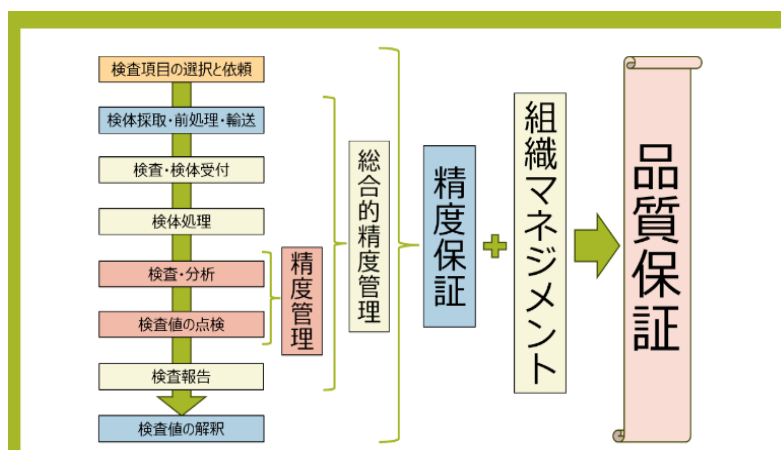 検査項目の選択と依頼
検体採取・前処理・輸送
検査・検体受付
検体処理
検査・分析
検査値の点検
検査報告
検査値の解釈
精度管理
総合的精度管理
精度保証
組織マネジメント
品質保証